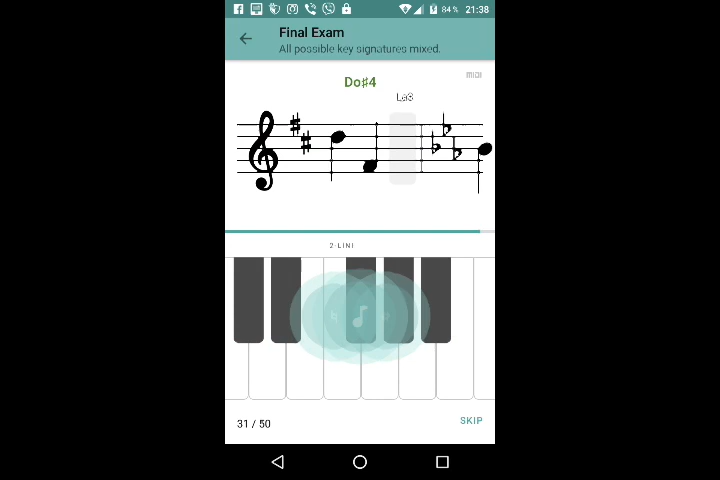 84 % 21:38
Final Exam
All possible key signatures mixed.
MIDI
Do♯4
La3
2-LINI
31 / 50
SKIP